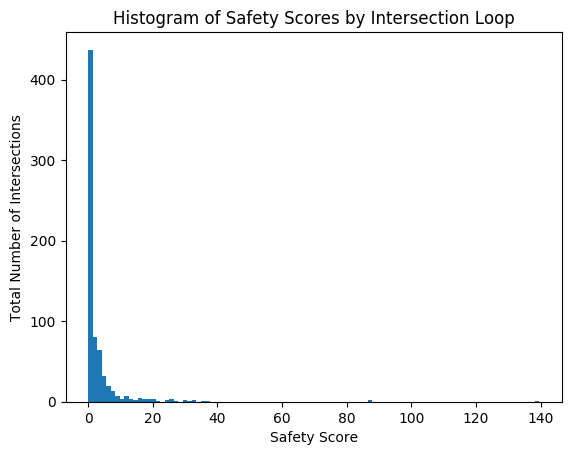 Histogram of Safety Scores by Intersection Loop
Total Number of Intersections
400
300
200
100
0
0 20 40 60 80 100 120 140
Safety Score